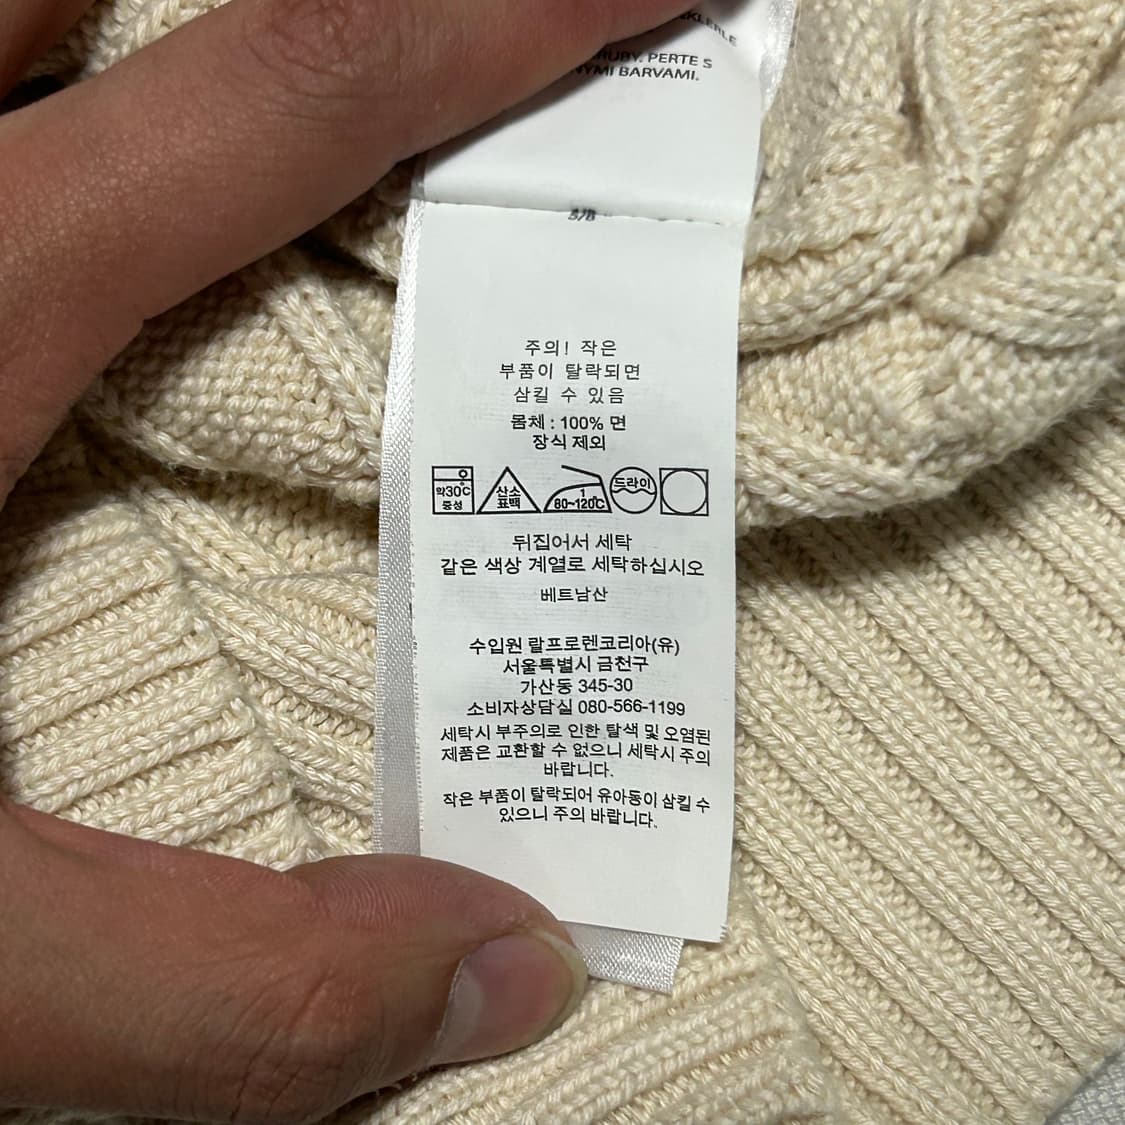 PERTE S
NÝMI BARVAMI.
주의! 작은
부품이 탈락되면
삼킬 수 있음
몸체 : 100% 면
장식 제외
약30℃
중성
산소
표백
1
80~120℃
드라이
뒤집어서 세탁
같은 색상 계열로 세탁하십시오
베트남산
수입원 랄프로렌코리아(유)
서울특별시 금천구
가산동 345-30
소비자상담실 080-566-1199
세탁시 부주의로 인한 탈색 및 오염된
제품은 교환할 수 없으니 세탁시 주의
바랍니다.
작은 부품이 탈락되어 유아동이 삼킬 수
있으니 주의 바랍니다.